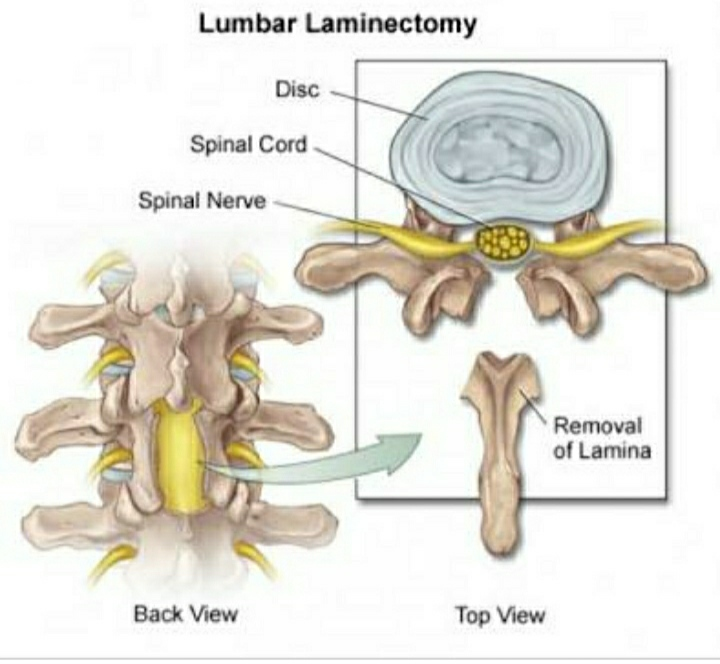 Lumbar Laminectomy
Disc
Spinal Cord
Spinal Nerve
Removal
of Lamina
Back View
Top View